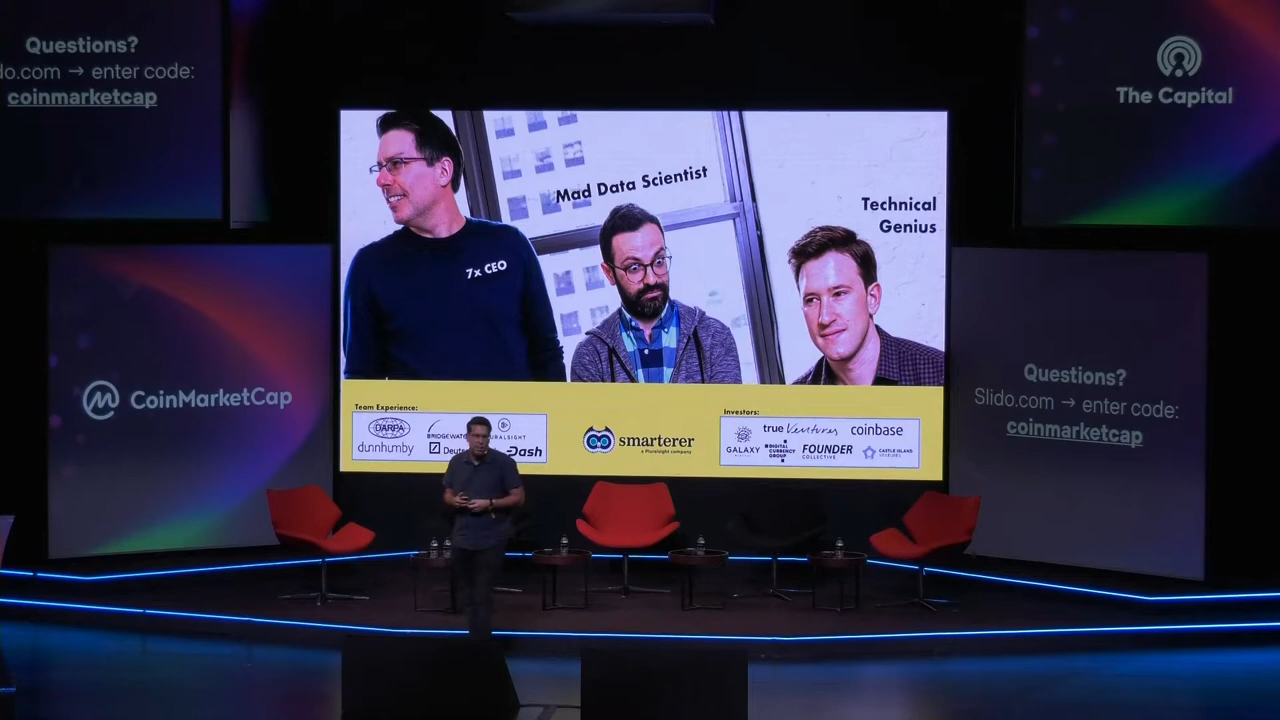 Questions?
do.com → enter code:
coinmarketcap
The Capital
Mad Data Scientist
Technical
Genius
7x CEO
CoinMarketCap
Questions?
Slido.com → enter code:
coinmarketcap
Team Experience:
DARPA
dunnhumby
Dash
smarterer
a Pluralsight company
Investors:
true Ventures
coinbase
GALAXY
DIGITAL
CURRENCY
GROUP
FOUNDER
COLLECTIVE
CASTLE ISLAND
VENTURES